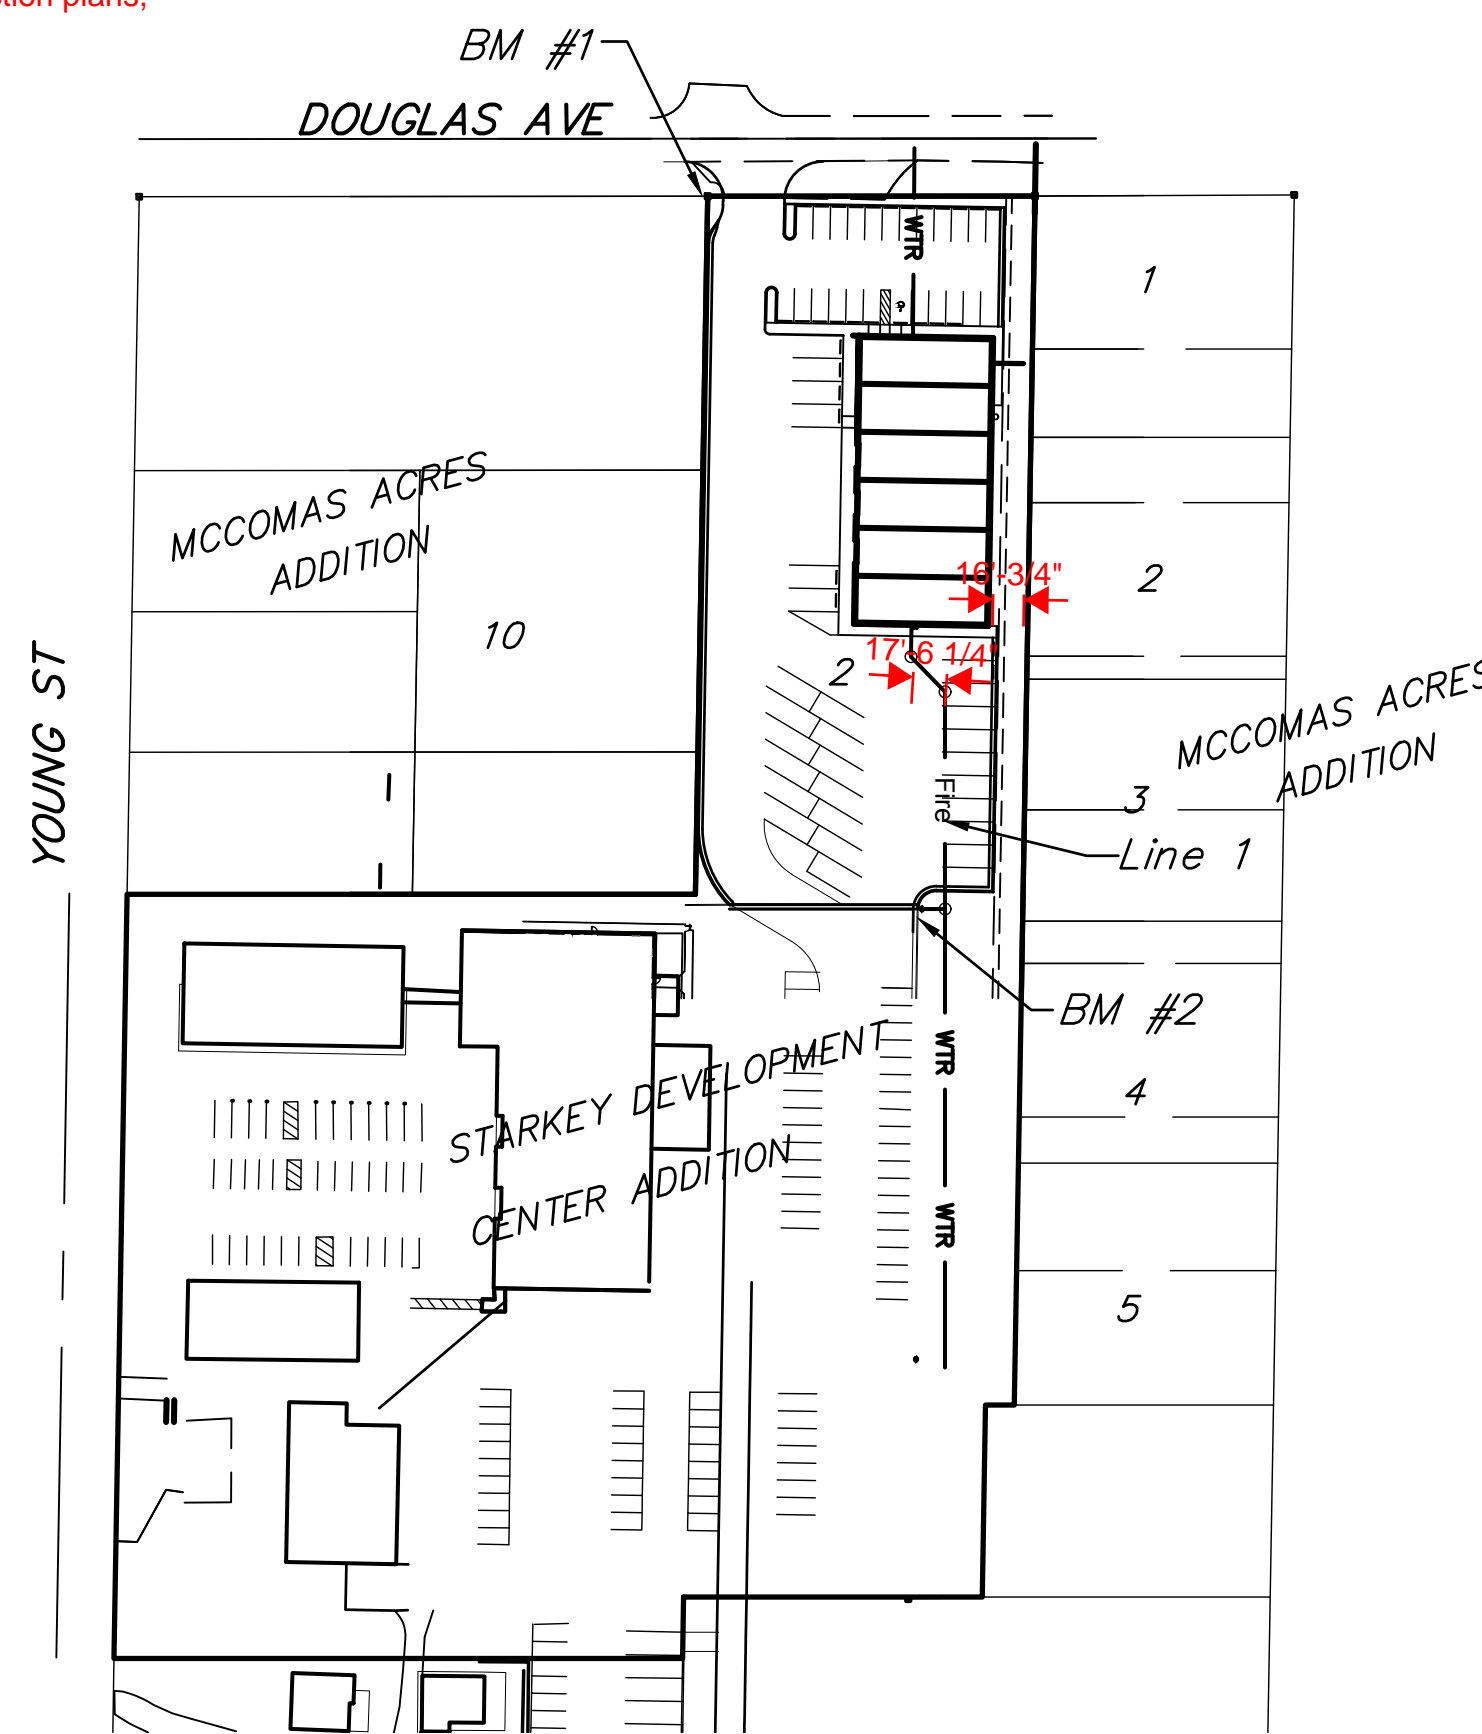 ction plans,
BM #1
DOUGLAS AVE
WTR
1
MCCOMAS ACRES
ADDITION
10
YOUNG ST
16'-3/4"
2
17'-6 1/4"
2
MCCOMAS ACRES
ADDITION
Fire
3
Line 1
BM #2
WTR
4
STARKEY DEVELOPMENT
CENTER ADDITION
WTR
5